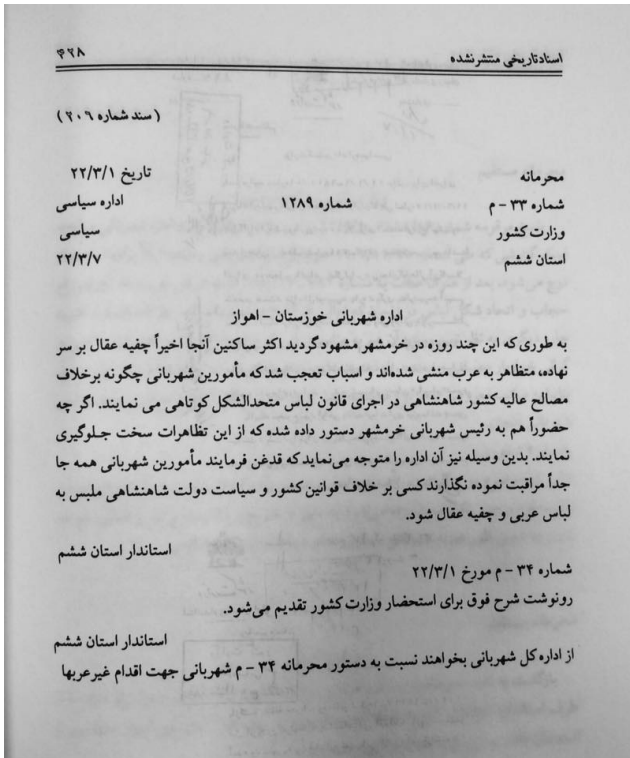 اسناد تاریخی منتشر نشده ۴۲۸
( سند شماره ۲۰۶ )
محرمانه تاریخ ۲۲/۳/۱
شماره ۳۳ - م شماره ۱۲۸۹ اداره سیاسی
وزارت کشور سیاسی
استان ششم ۲۲/۳/۷
اداره شهربانی خوزستان - اهواز
به طوری که این چند روزه در خرمشهر مشهود گردید اکثر ساکنین آنجا اخیراً چفیه عقال بر سر
نهاده، متظاهر به عرب منشی شده‌اند و اسباب تعجب شد که مأمورین شهربانی چگونه برخلاف
مصالح عالیه کشور شاهنشاهی در اجرای قانون لباس متحدالشکل کوتاهی می نمایند. اگر چه
حضوراً هم به رئیس شهربانی خرمشهر دستور داده شده که از این تظاهرات سخت جلوگیری
نمایند. بدین وسیله نیز آن اداره را متوجه می‌نماید که قدغن فرمایند مأمورین شهربانی همه جا
جداً مراقبت نموده نگذارند کسی بر خلاف قوانین کشور و سیاست دولت شاهنشاهی ملبس به
لباس عربی و چفیه عقال شود.
استاندار استان ششم
شماره ۳۴ - م مورخ ۲۲/۳/۱
رونوشت شرح فوق برای استحضار وزارت کشور تقدیم می‌شود.
استاندار استان ششم
از اداره کل شهربانی بخواهند نسبت به دستور محرمانه ۳۴ - م شهربانی جهت اقدام غیرعربها